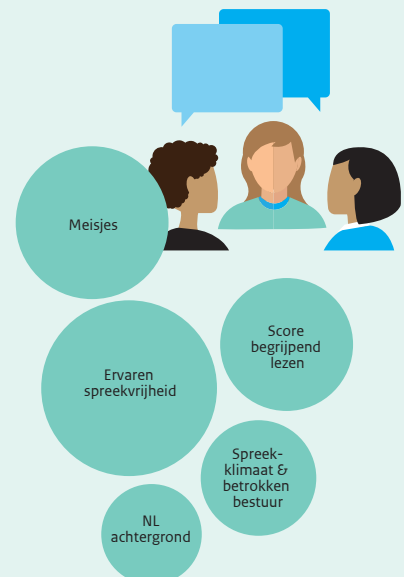 Meisjes
Ervaren
spreekvrijheid
Score
begrijpend
lezen
Spreek-
klimaat &
betrokken
bestuur
NL
achtergrond